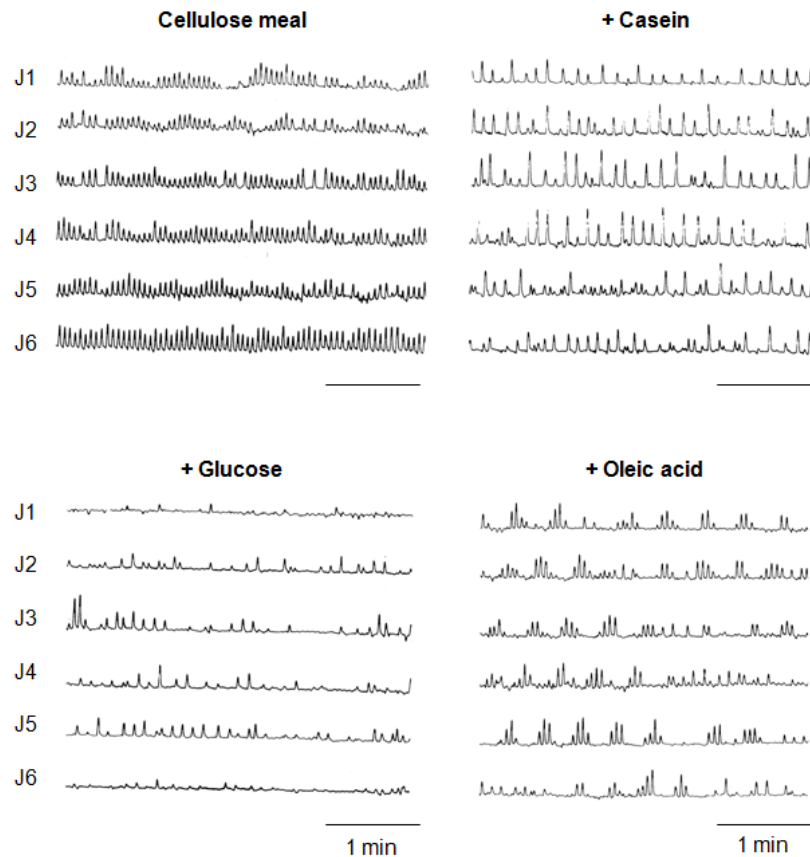 Cellulose meal
+ Casein
J1
J2
J3
J4
J5
J6
+ Glucose
+ Oleic acid
J1
J2
J3
J4
J5
J6
1 min
1 min